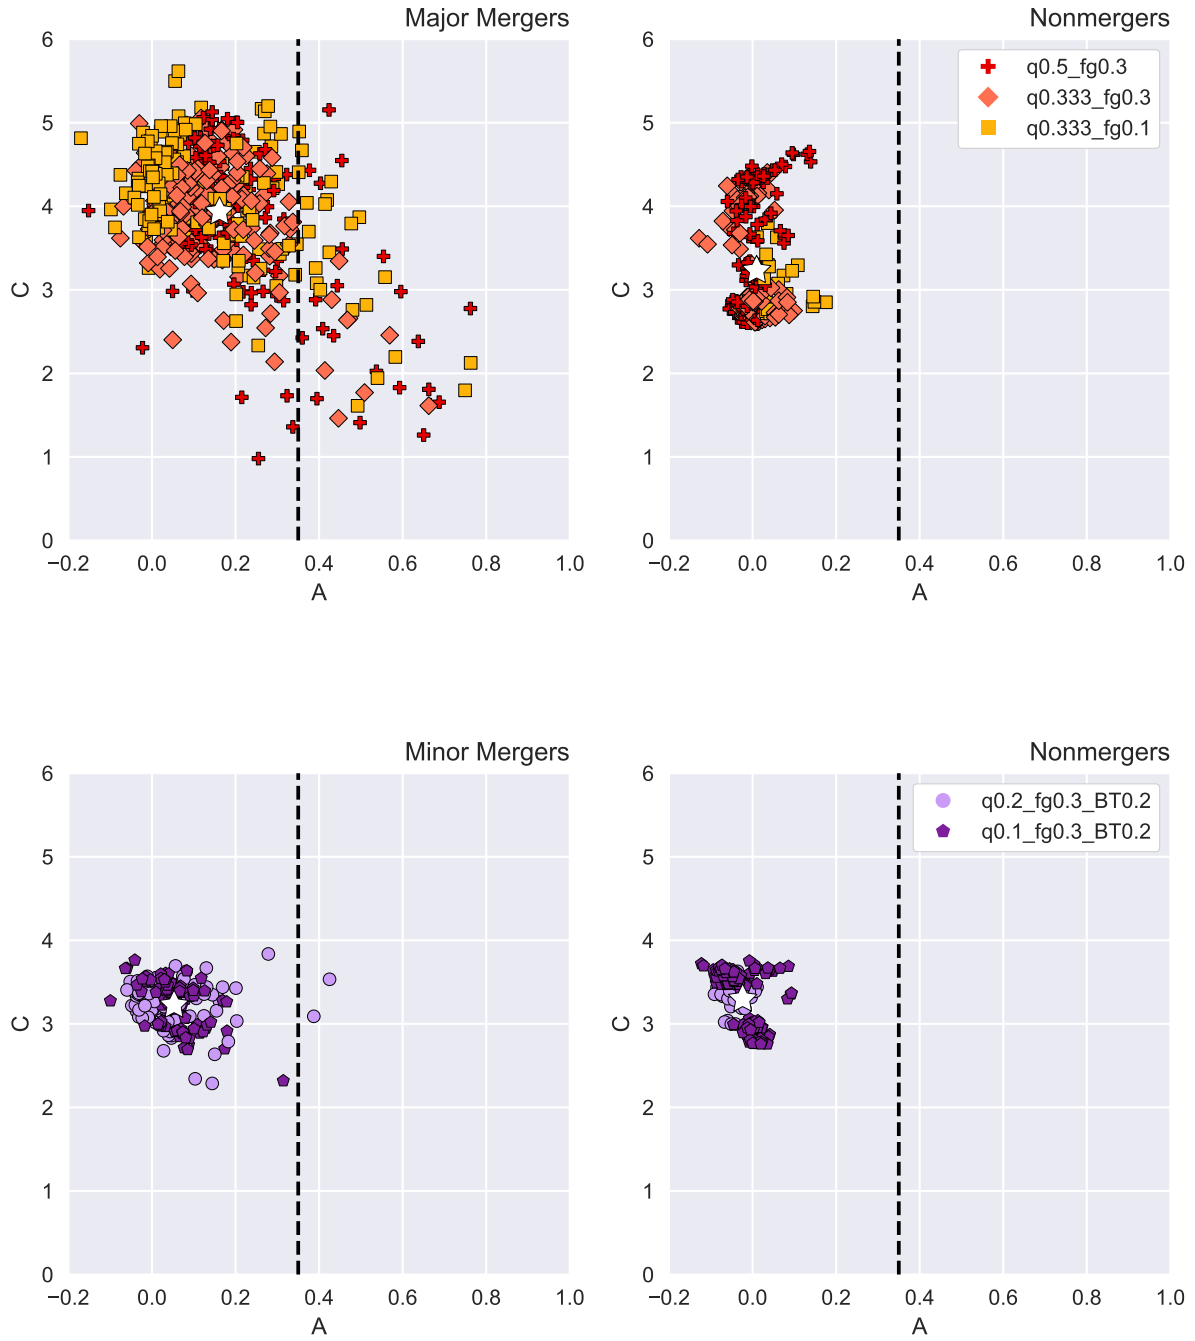 Major Mergers
6
5
4
3
2
1
0
C
−0.2 0.0 0.2 0.4 0.6 0.8 1.0
A
Nonmergers
q0.5_fg0.3
q0.333_fg0.3
q0.333_fg0.1
6
5
4
3
2
1
0
C
−0.2 0.0 0.2 0.4 0.6 0.8 1.0
A
Minor Mergers
6
5
4
3
2
1
0
C
−0.2 0.0 0.2 0.4 0.6 0.8 1.0
A
Nonmergers
q0.2_fg0.3_BT0.2
q0.1_fg0.3_BT0.2
6
5
4
3
2
1
0
C
−0.2 0.0 0.2 0.4 0.6 0.8 1.0
A